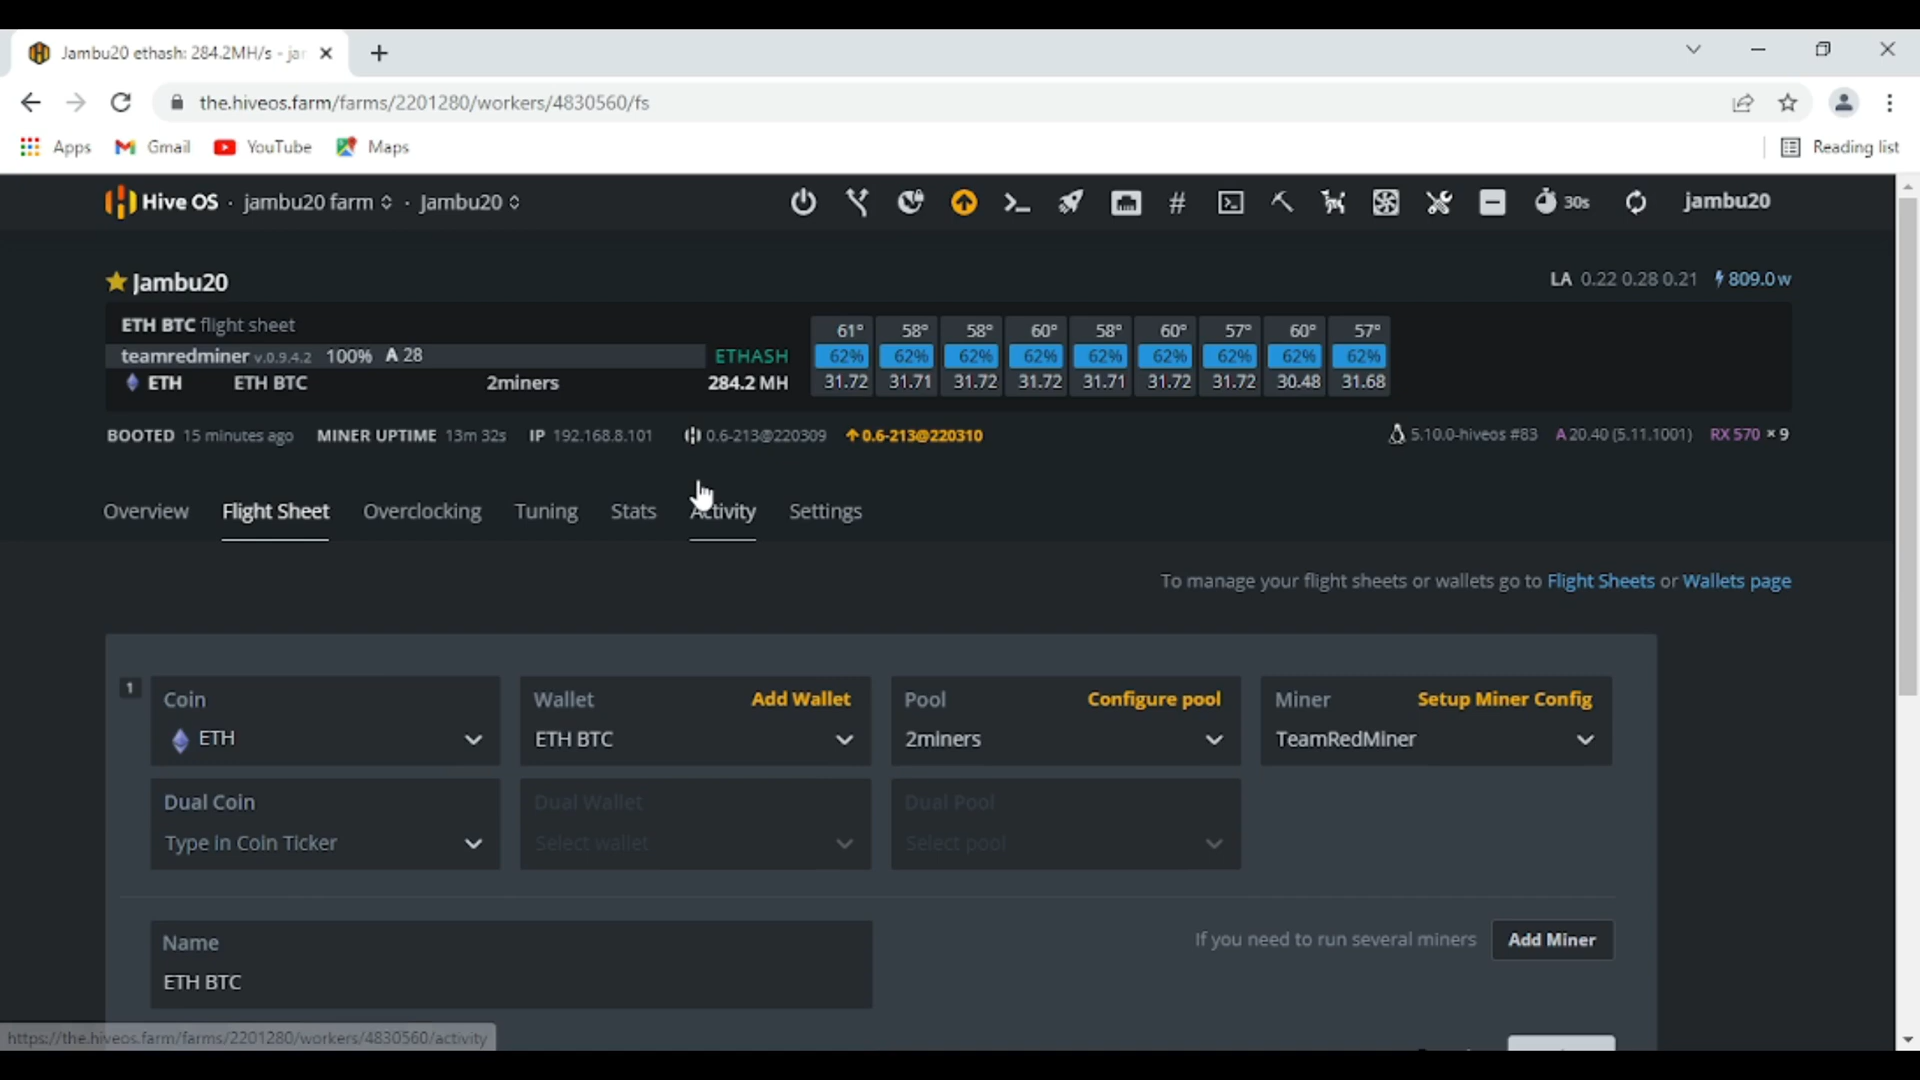 Jambu20 ethash: 284.2MH/s - jar
the.hiveos.farm/farms/2201280/workers/4830560/fs
Apps Gmail YouTube Maps Reading list
Hive OS · jambu20 farm · Jambu20 # 30s jambu20
Jambu20 LA 0.22 0.28 0.21 809.0 w
ETH BTC flight sheet 61° 58° 58° 60° 58° 60° 57° 60° 57°
teamredminer v.0.9.4.2 100% A 28 ETHASH 62% 62% 62% 62% 62% 62% 62% 62% 62%
ETH ETH BTC 2miners 284.2 MH 31.72 31.71 31.72 31.72 31.71 31.72 31.72 30.48 31.68
BOOTED 15 minutes ago MINER UPTIME 13m 32s IP 192.168.8.101 0.6-213@220309 0.6-213@220310 5.10.0-hiveos #83 A 20.40 (5.11.1001) RX 570 × 9
Overview Flight Sheet Overclocking Tuning Stats Activity Settings
To manage your flight sheets or wallets go to Flight Sheets or Wallets page
1 Coin Wallet Add Wallet Pool Configure pool Miner Setup Miner Config
ETH ETH BTC 2miners TeamRedMiner
Dual Coin Dual Wallet Dual Pool
Type in Coin Ticker Select wallet Select pool
Name If you need to run several miners Add Miner
ETH BTC
https://the.hiveos.farm/farms/2201280/workers/4830560/activity